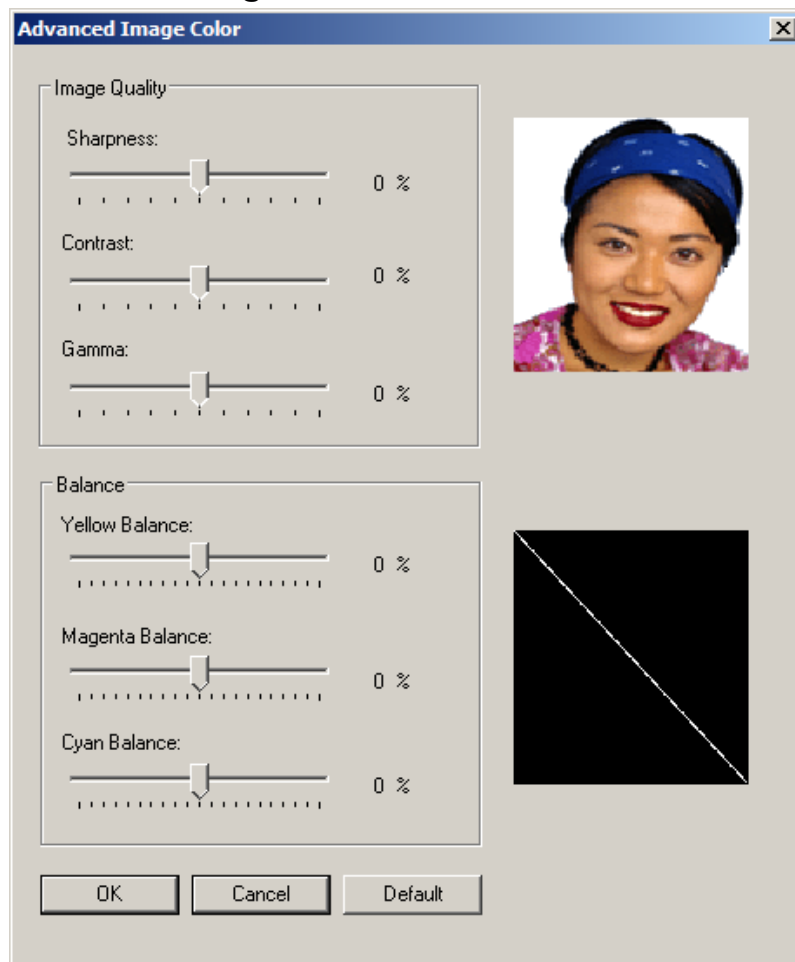 Advanced Image Color
Image Quality
Sharpness:
0 %
Contrast:
0 %
Gamma:
0 %
Balance
Yellow Balance:
0 %
Magenta Balance:
0 %
Cyan Balance:
0 %
OK Cancel Default